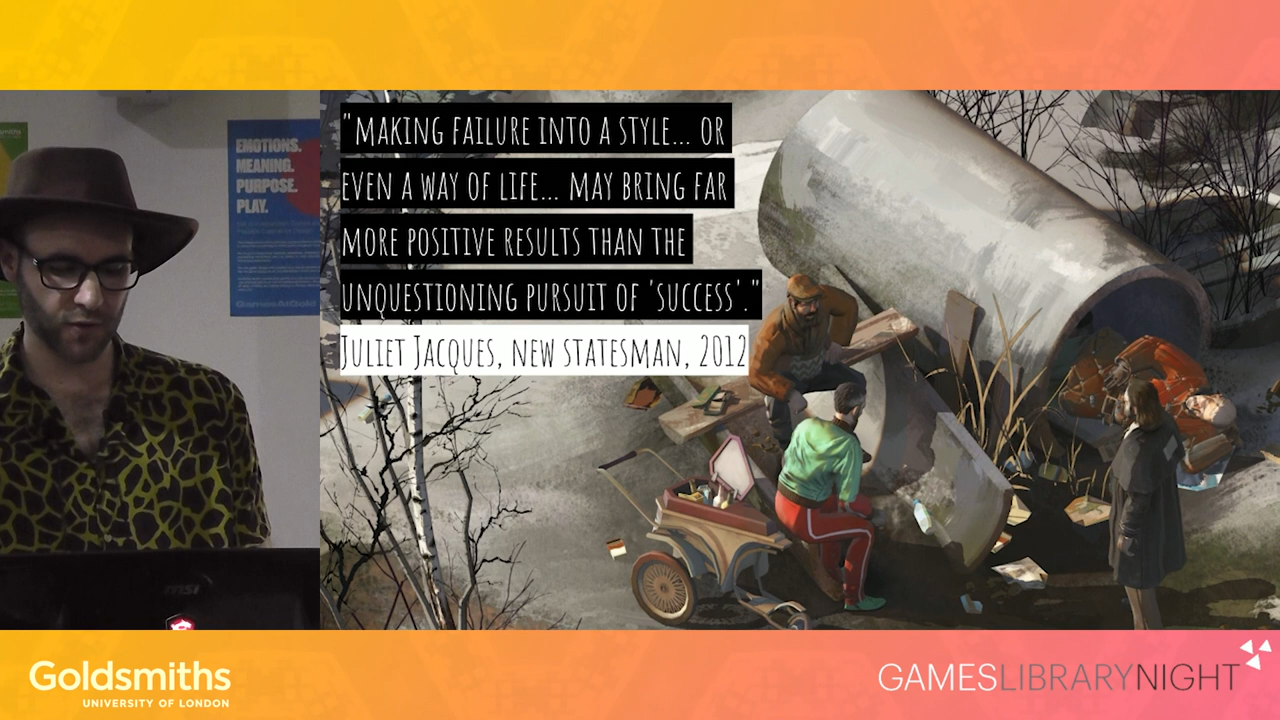 "MAKING FAILURE INTO A STYLE... OR
EVEN A WAY OF LIFE... MAY BRING FAR
MORE POSITIVE RESULTS THAN THE
UNQUESTIONING PURSUIT OF 'SUCCESS'."
JULIET JACQUES, NEW STATESMAN, 2012
EMOTIONS.
MEANING.
PURPOSE.
PLAY.
msi
Goldsmiths
UNIVERSITY OF LONDON
GAMESLIBRARYNIGHT